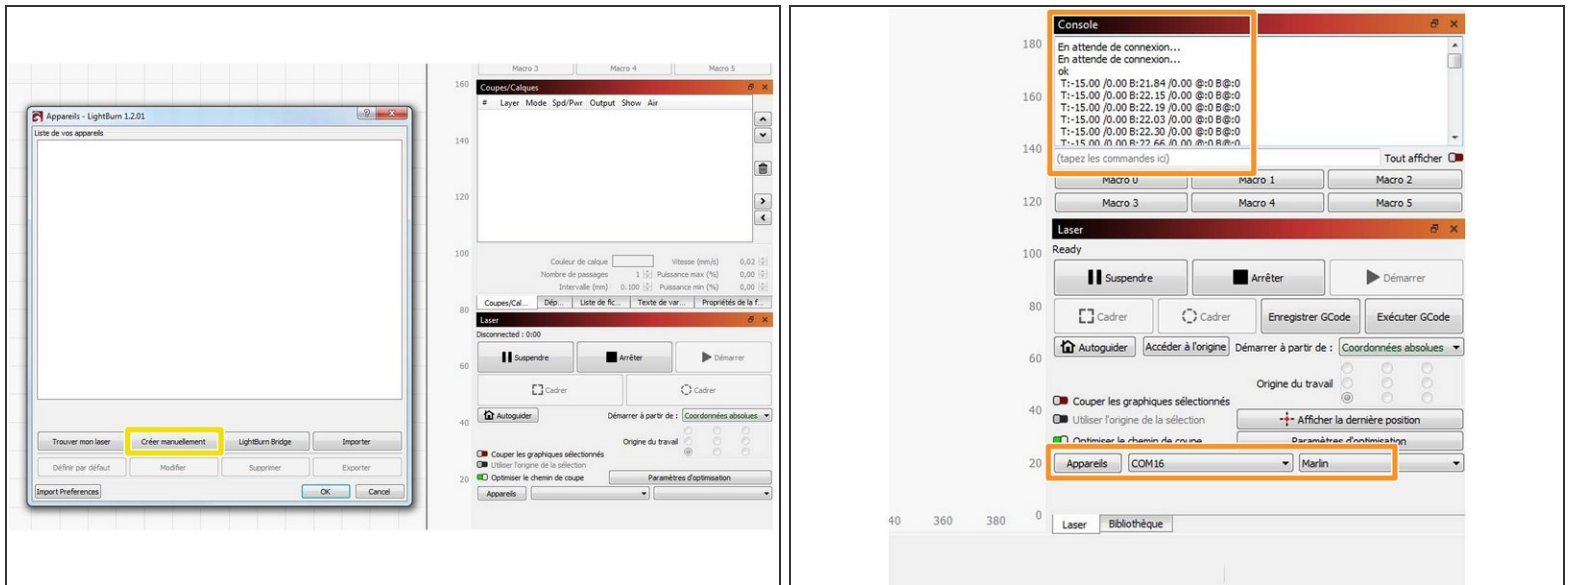 Macro 3 Macro 4 Macro 5
160
Coupes/Calques
# Layer Mode Spd/Pwr Output Show Air
Appareils - LightBurn 1.2.01
Liste de vos appareils
140
120
100
Couleur de calque Vitesse (mm/s) 0,02
Nombre de passages 1 Puissance max (%) 0,00
Intervalle (mm) 0.100 Puissance min (%) 0,00
Coupes/Cal... Dép... Liste de fic... Texte de var... Propriétés de la f...
80
Laser
Disconnected : 0:00
Suspendre Arrêter Démarrer
60
Cadrer Cadrer
Autoguider Démarrer à partir de : Coordonnées absolues
40
Origine du travail
Couper les graphiques sélectionnés
Utiliser l'origine de la sélection
Optimiser le chemin de coupe Paramètres d'optimisation
20
Appareils
Trouver mon laser Créer manuellement LightBurn Bridge Importer
Définir par défaut Modifier Supprimer Exporter
Import Preferences OK Cancel
Console
180
En attende de connexion...
En attende de connexion...
ok
T:-15.00 /0.00 B:21.84 /0.00 @:0 B@:0
160
T:-15.00 /0.00 B:22.15 /0.00 @:0 B@:0
T:-15.00 /0.00 B:22.19 /0.00 @:0 B@:0
T:-15.00 /0.00 B:22.03 /0.00 @:0 B@:0
T:-15.00 /0.00 B:22.30 /0.00 @:0 B@:0
T:-15.00 /0.00 B:22.66 /0.00 @:0 B@:0
140
(tapez les commandes ici) Tout afficher
Macro 0 Macro 1 Macro 2
120
Macro 3 Macro 4 Macro 5
Laser
100
Ready
Suspendre Arrêter Démarrer
80
Cadrer Cadrer Enregistrer GCode Exécuter GCode
Autoguider Accéder à l'origine Démarrer à partir de : Coordonnées absolues
60
Origine du travail
Couper les graphiques sélectionnés
40
Utiliser l'origine de la sélection Afficher la dernière position
Optimiser le chemin de coupe Paramètres d'optimisation
20
Appareils COM16 Marlin
0
40 360 380
Laser Bibliothèque